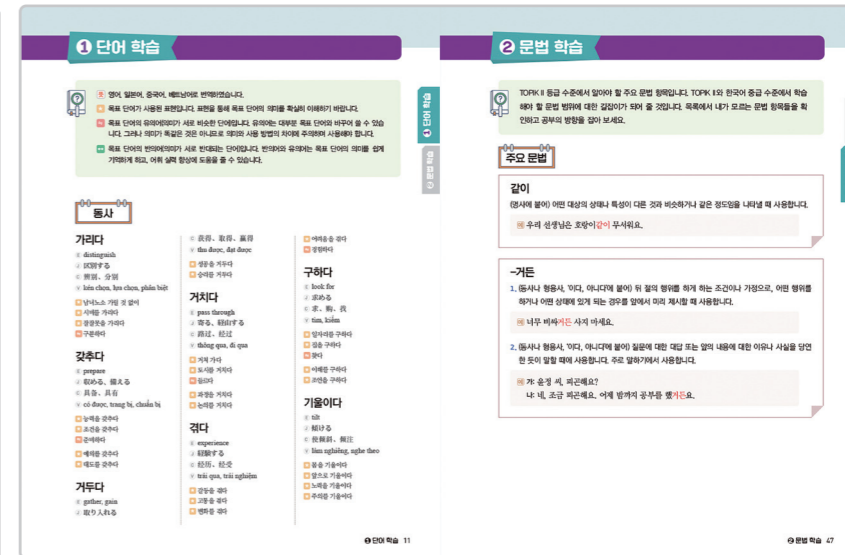 1 단어 학습
영어, 일본어, 중국어, 베트남어로 번역하였습니다.
목표 단어가 사용된 표현입니다. 표현을 통해 목표 단어의 의미를 확실히 이해하기 바랍니다.
목표 단어의 유의어(의미가 서로 비슷한 단어)입니다. 유의어는 대부분 목표 단어와 바꾸어 쓸 수 있습
니다. 그러나 의미가 똑같은 것은 아니므로 의미와 사용 방법의 차이에 주의하며 사용해야 합니다.
목표 단어의 반의어(의미가 서로 반대되는 단어)입니다. 반의어와 유의어는 목표 단어의 의미를 쉽게
기억하게 하고, 어휘 실력 향상에 도움을 줄 수 있습니다.
동사
가리다
E distinguish
J 区別する
C 辨别、分别
V kén chọn, lựa chọn, phân biệt
남녀노소 가릴 것 없이
시비를 가리다
잘잘못을 가리다
구분하다
갖추다
E prepare
J 収める、備える
C 具备、具有
V có được, trang bị, chuẩn bị
능력을 갖추다
조건을 갖추다
준비하다
예의를 갖추다
태도를 갖추다
거두다
E gather, gain
J 取り入れる
C 获得、取得、赢得
V thu được, đạt được
성공을 거두다
승리를 거두다
거치다
E pass through
J 寄る、経由する
C 路过、经过
V thông qua, đi qua
거쳐 가다
도시를 거치다
들르다
과정을 거치다
논의를 거치다
겪다
E experience
J 経験する
C 经历、经受
V trải qua, trải nghiệm
갈등을 겪다
고통을 겪다
변화를 겪다
어려움을 겪다
경험하다
구하다
E look for
J 求める
C 求、购、找
V tìm, kiếm
일자리를 구하다
집을 구하다
찾다
이해를 구하다
조언을 구하다
기울이다
E tilt
J 傾ける
C 使倾斜、倾注
V làm nghiêng, nghe theo
몸을 기울이다
앞으로 기울이다
노력을 기울이다
주의를 기울이다
1 단어 학습
2 문법 학습
1 단어 학습 11
2 문법 학습
TOPIK II 등급 수준에서 알아야 할 주요 문법 항목입니다. TOPIK II와 한국어 중급 수준에서 학습
해야 할 문법 범위에 대한 길잡이가 되어 줄 것입니다. 목록에서 내가 모르는 문법 항목들을 확
인하고 공부의 방향을 잡아 보세요.
주요 문법
같이
(명사에 붙어) 어떤 대상의 상태나 특성이 다른 것과 비슷하거나 같은 정도임을 나타낼 때 사용합니다.
예 우리 선생님은 호랑이같이 무서워요.
-거든
1. (동사나 형용사, '이다, 아니다'에 붙어) 뒤 절의 행위를 하게 하는 조건이나 가정으로, 어떤 행위를
하거나 어떤 상태에 있게 되는 경우를 앞에서 미리 제시할 때 사용합니다.
예 너무 비싸거든 사지 마세요.
2. (동사나 형용사, '이다, 아니다'에 붙어) 질문에 대한 대답 또는 앞의 내용에 대한 이유나 사실을 당연
한 듯이 말할 때에 사용합니다. 주로 말하기에서 사용합니다.
예 가: 윤정 씨, 피곤해요?
나: 네, 조금 피곤해요. 어제 밤까지 공부를 했거든요.
2 문법 학습 47